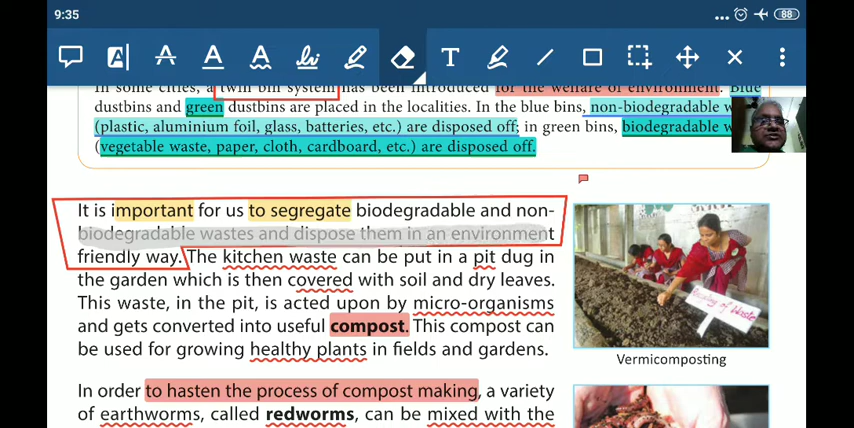 9:35
88
A A A A hi T
In some cities, a twin bin system has been introduced for the welfare of environment. Blue
dustbins and green dustbins are placed in the localities. In the blue bins, non-biodegradable w
(plastic, aluminium foil, glass, batteries, etc.) are disposed off; in green bins, biodegradable w
(vegetable waste, paper, cloth, cardboard, etc.) are disposed off.
It is important for us to segregate biodegradable and non-
biodegradable wastes and dispose them in an environment
friendly way. The kitchen waste can be put in a pit dug in
the garden which is then covered with soil and dry leaves.
This waste, in the pit, is acted upon by micro-organisms
and gets converted into useful compost. This compost can
be used for growing healthy plants in fields and gardens.
of Waste
Vermicomposting
In order to hasten the process of compost making, a variety
of earthworms, called redworms, can be mixed with the